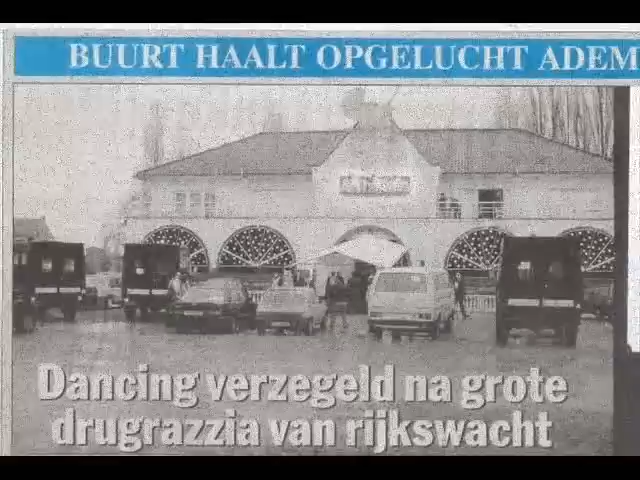 BUURT HAALT OPGELUCHT ADEM
Dancing verzegeld na grote
drugrazzia van rijkswacht